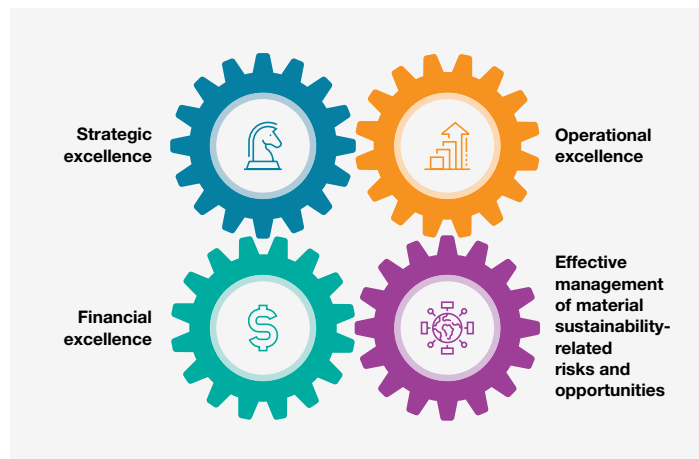 Strategic
excellence
Operational
excellence
Financial
excellence
Effective
management
of material
sustainability-
related
risks and
opportunities